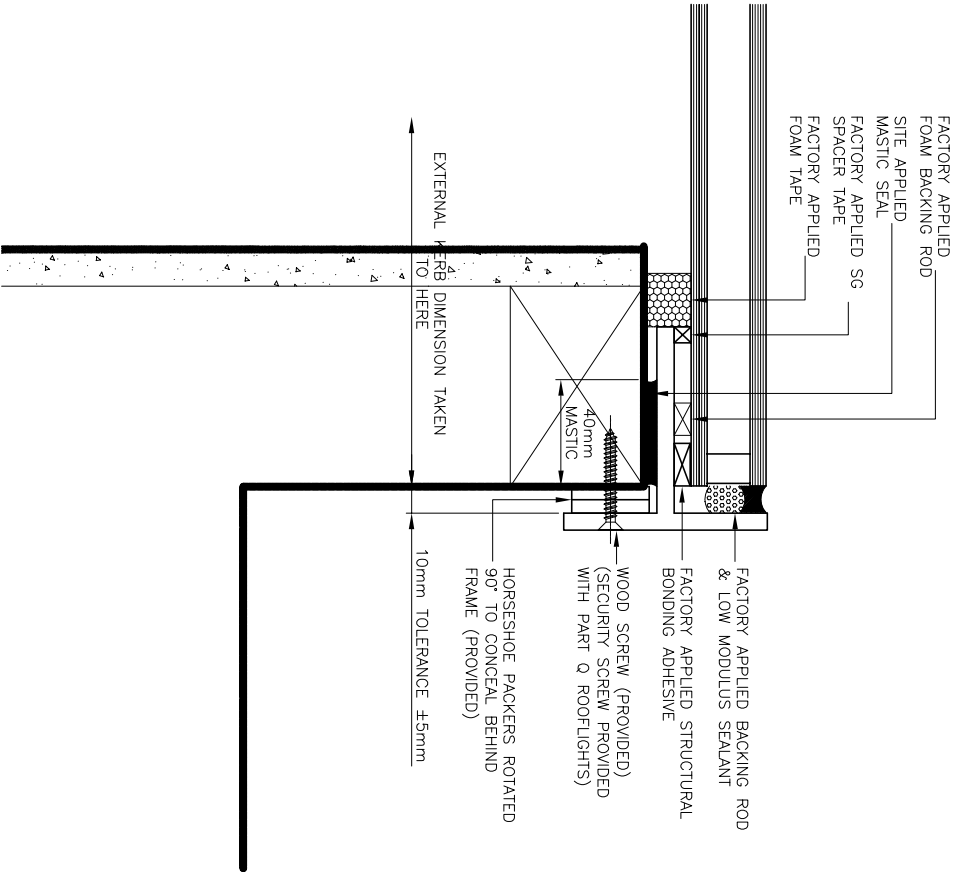 FACTORY APPLIED
FOAM BACKING ROD
SITE APPLIED
MASTIC SEAL
FACTORY APPLIED SG
SPACER TAPE
FACTORY APPLIED
FOAM TAPE
EXTERNAL KERB DIMENSION TAKEN
TO HERE
40mm
MASTIC
FACTORY APPLIED BACKING ROD
& LOW MODULUS SEALANT
FACTORY APPLIED STRUCTURAL
BONDING ADHESIVE
WOOD SCREW (PROVIDED)
(SECURITY SCREW PROVIDED
WITH PART Q ROOFLIGHTS)
HORSESHOE PACKERS ROTATED
90° TO CONCEAL BEHIND
FRAME (PROVIDED)
10mm TOLERANCE ±5mm